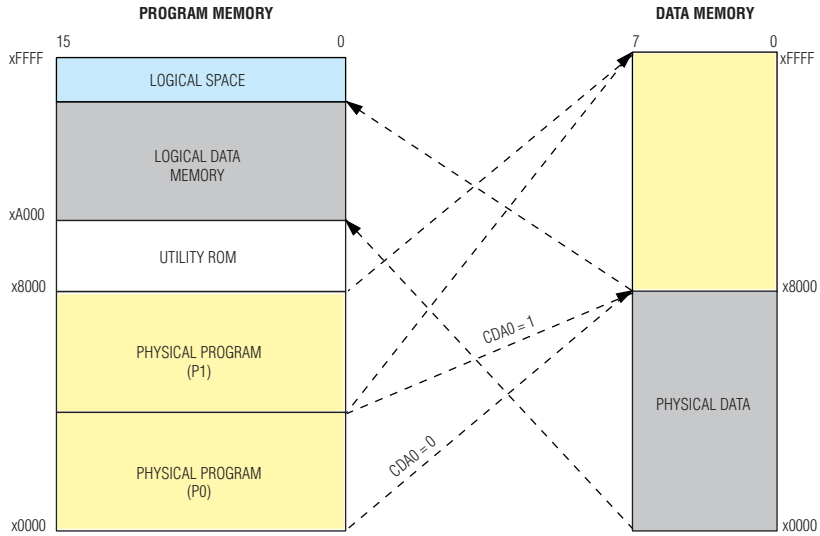 PROGRAM MEMORY
DATA MEMORY
15
0
7
0
xFFFF
xFFFF
LOGICAL SPACE
LOGICAL DATA
MEMORY
xA000
UTILITY ROM
x8000
x8000
CDA0 = 1
PHYSICAL PROGRAM
(P1)
PHYSICAL DATA
CDA0 = 0
PHYSICAL PROGRAM
(P0)
x0000
x0000